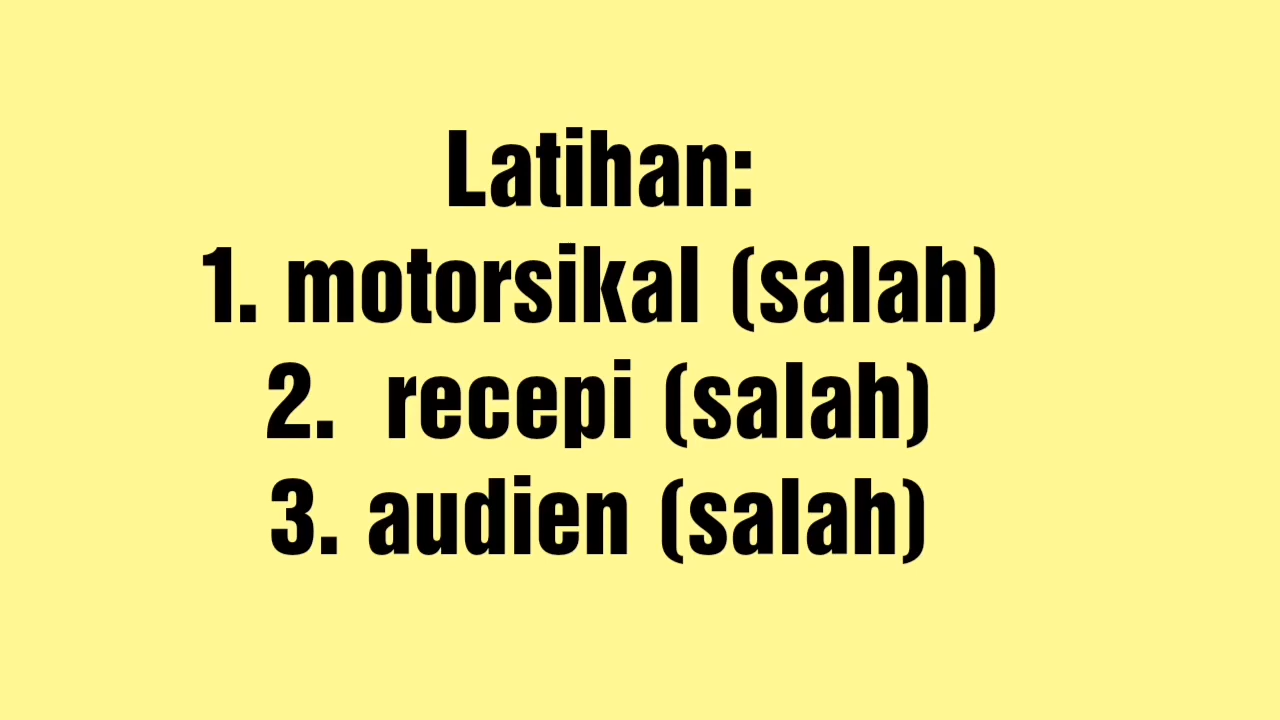 Latihan:
1. motorsikal (salah)
2. recepi (salah)
3. audien (salah)